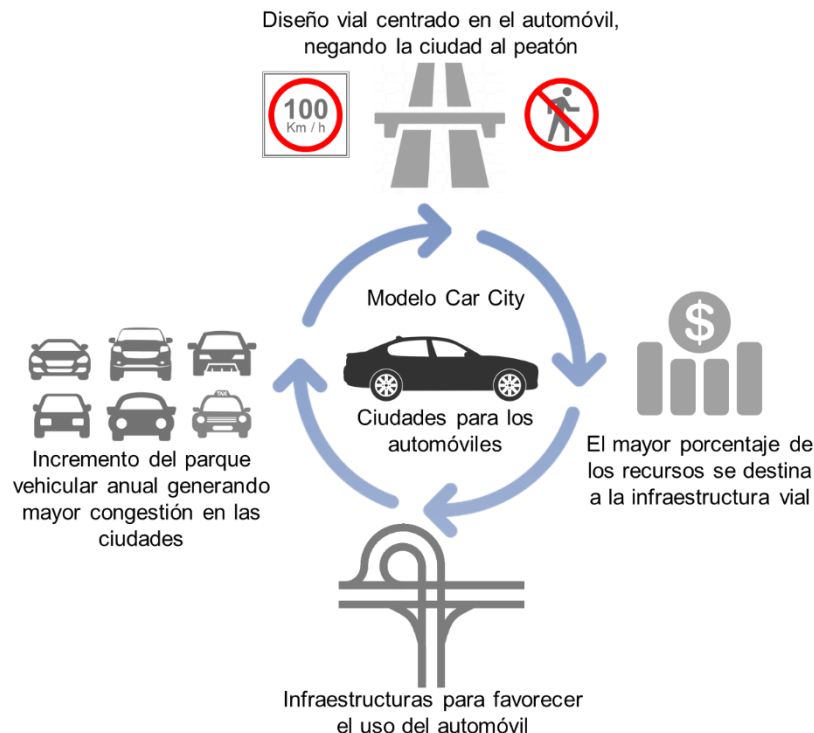 Diseño vial centrado en el automóvil,
negando la ciudad al peatón
100
Km / h
Modelo Car City
$
TAXI
Ciudades para los
automóviles
El mayor porcentaje de
los recursos se destina
a la infraestructura vial
Incremento del parque
vehicular anual generando
mayor congestión en las
ciudades
Infraestructuras para favorecer
el uso del automóvil